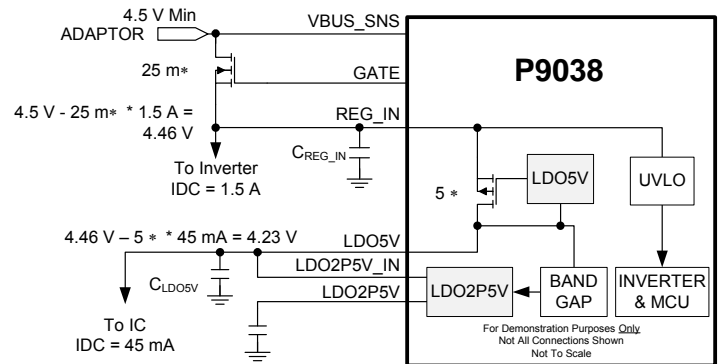 4.5 V Min
ADAPTOR
VBUS_SNS
P9038
25 m*
GATE
4.5 V - 25 m* * 1.5 A =
4.46 V
REG_IN
To Inverter
IDC = 1.5 A
CREG_IN
5 *
LDO5V
UVLO
4.46 V – 5 * * 45 mA = 4.23 V
LDO5V
LDO2P5V_IN
CLDO5V
LDO2P5V
LDO2P5V
BAND
GAP
INVERTER
& MCU
To IC
IDC = 45 mA
For Demonstration Purposes Only
Not All Connections Shown
Not To Scale